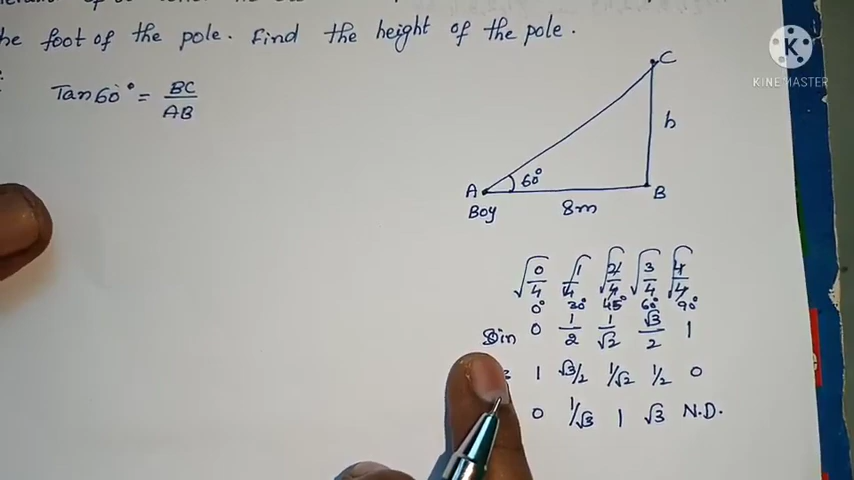 the foot of the pole. Find the height of the pole.
Tan 60° = BC/AB
C
h
A
60°
B
Boy
8m
√0/4 √1/4 √2/4 √3/4 √4/4
0° 30° 45° 60° 90°
Sin 0 1/2 1/√2 √3/2 1
1 √3/2 1/√2 1/2 0
0 1/√3 1 √3 N.D.
K
KINEMASTER